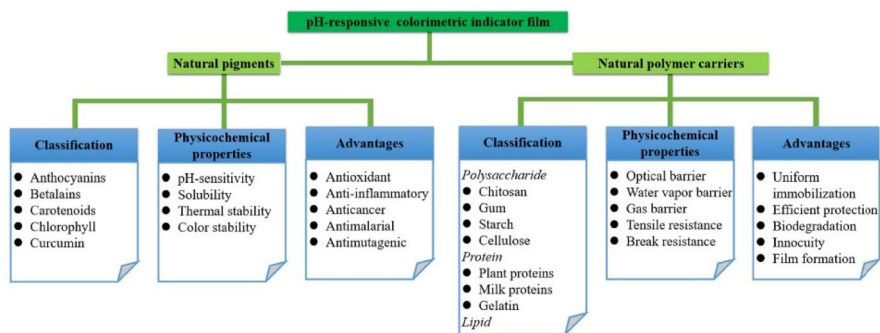 pH-responsive colorimetric indicator film
Natural pigments
Natural polymer carriers
Classification
Anthocyanins
Betalains
Carotenoids
Chlorophyll
Curcumin
Physicochemical
properties
pH-sensitivity
Solubility
Thermal stability
Color stability
Advantages
Antioxidant
Anti-inflammatory
Anticancer
Antimalarial
Antimutagenic
Classification
Polysaccharide
Chitosan
Gum
Starch
Cellulose
Protein
Plant proteins
Milk proteins
Gelatin
Lipid
Physicochemical
properties
Optical barrier
Water vapor barrier
Gas barrier
Tensile resistance
Break resistance
Advantages
Uniform
immobilization
Efficient protection
Biodegradation
Innocuity
Film formation